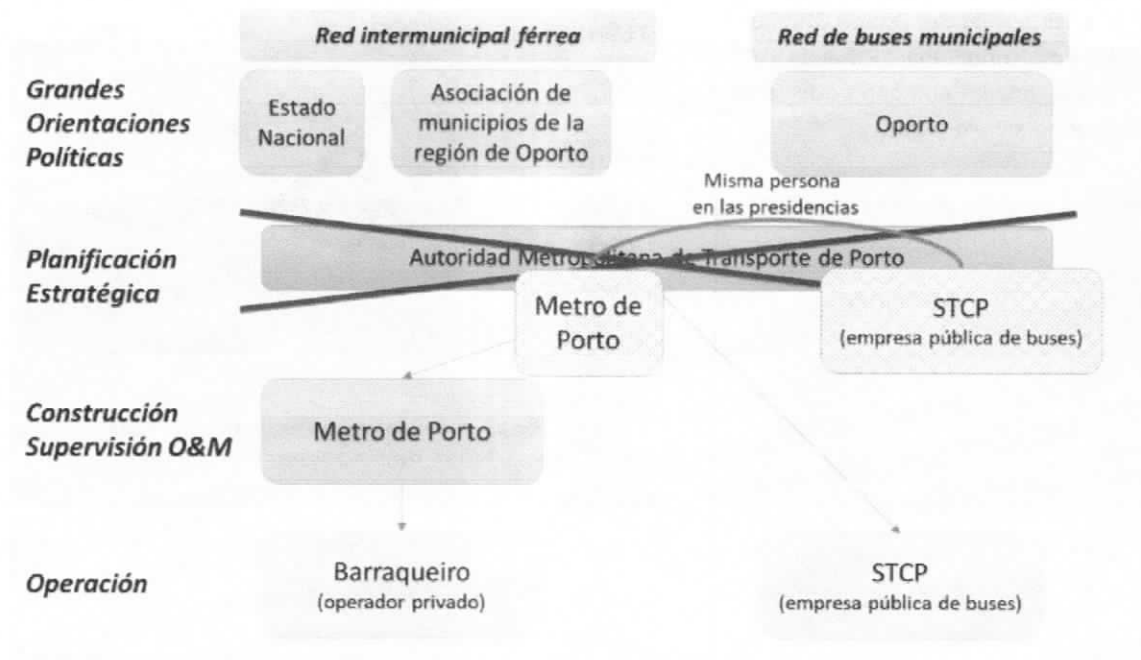 Red intermunicipal férrea
Red de buses municipales
Grandes
Orientaciones
Políticas
Estado
Nacional
Asociación de
municipios de la
región de Oporto
Oporto
Misma persona
en las presidencias
Planificación
Estratégica
Autoridad Metropolitana de Transporte de Porto
Metro de
Porto
STCP
(empresa pública de buses)
Construcción
Supervisión O&M
Metro de Porto
Operación
Barraqueiro
(operador privado)
STCP
(empresa pública de buses)